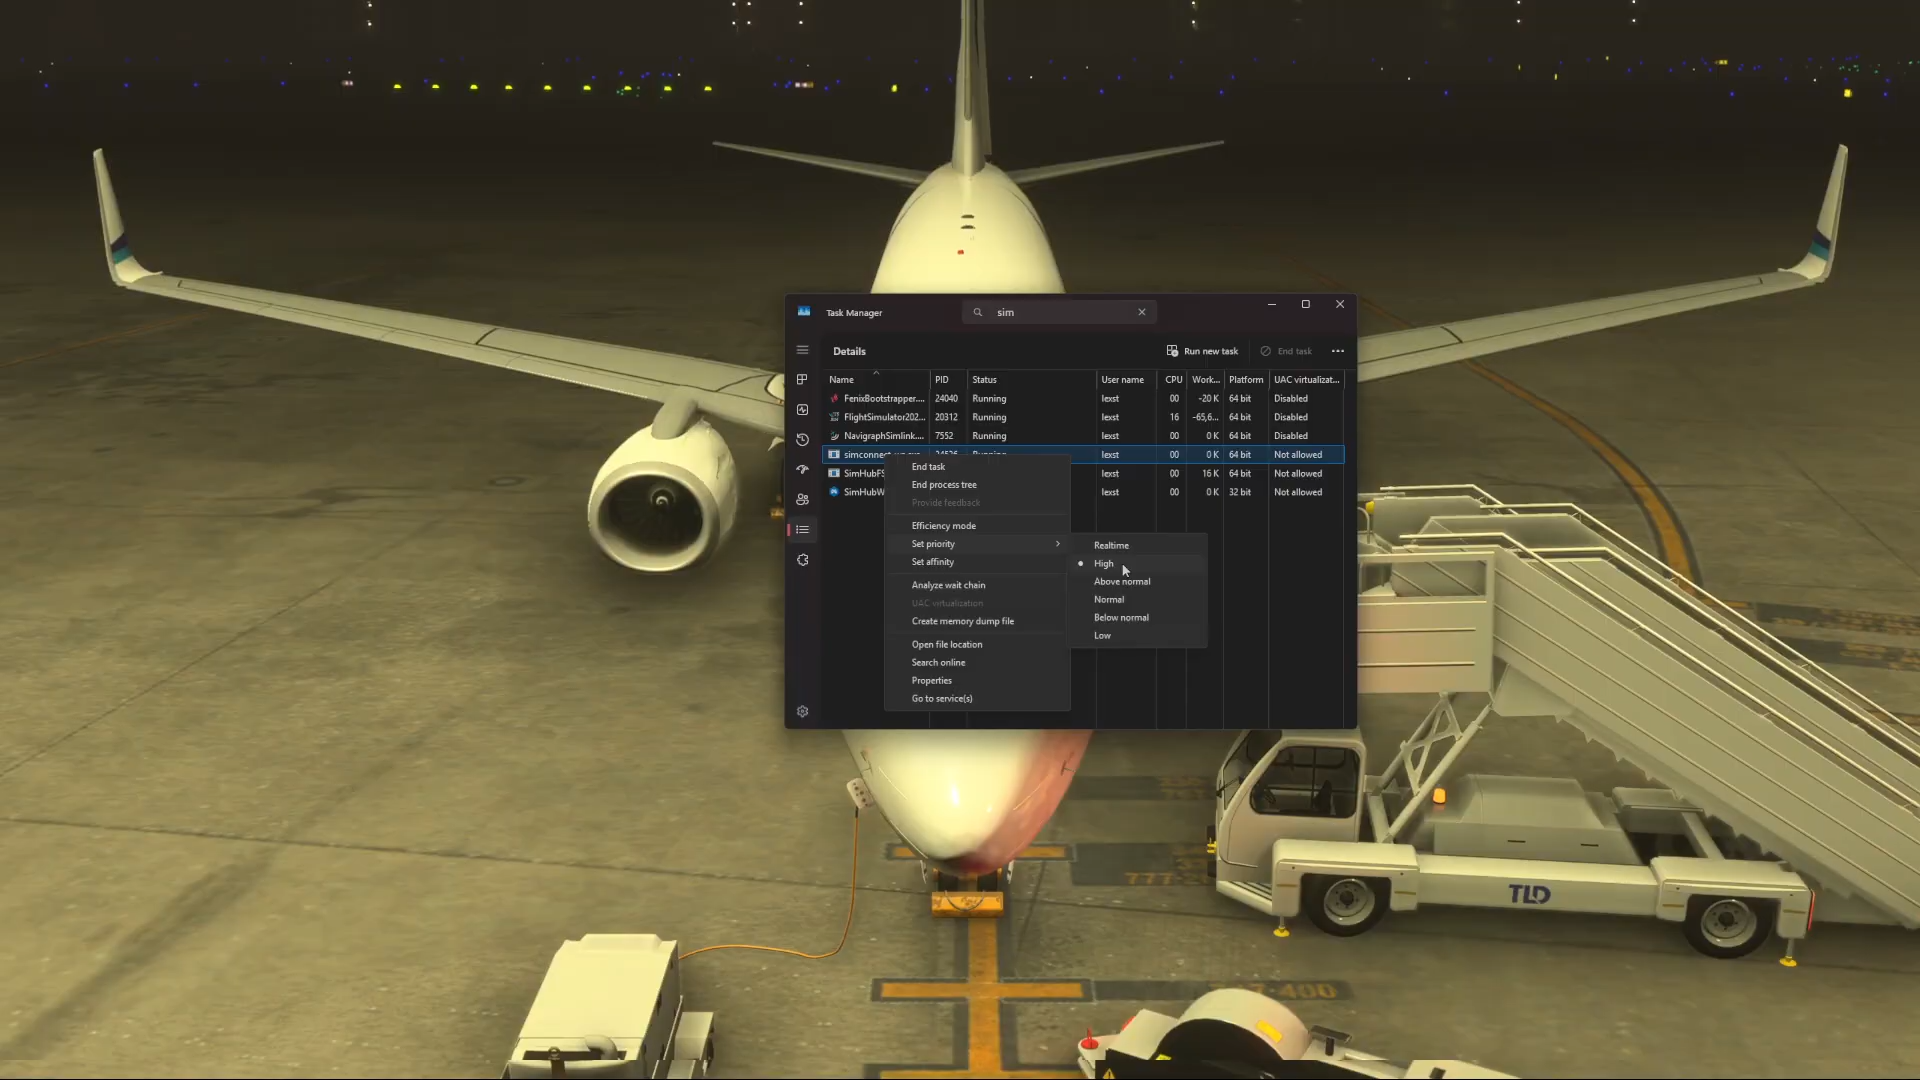 Task Manager
sim
Details
Run new task
End task
Name PID Status User name CPU Work... Platform UAC virtualizat...
FenixBootstrapper.... 24040 Running lexst 00 -20 K 64 bit Disabled
FlightSimulator202... 20312 Running lexst 16 -65,6... 64 bit Disabled
NavigraphSimlink.... 7552 Running lexst 00 0 K 64 bit Disabled
lexst 00 0 K 64 bit Not allowed
SimHubFS lexst 00 16 K 64 bit Not allowed
SimHubW lexst 00 0 K 32 bit Not allowed
End task
End process tree
Provide feedback
Efficiency mode
Set priority
Set affinity
Analyze wait chain
UAC virtualization
Create memory dump file
Open file location
Search online
Properties
Go to service(s)
Realtime
High
Above normal
Normal
Below normal
Low
TLD